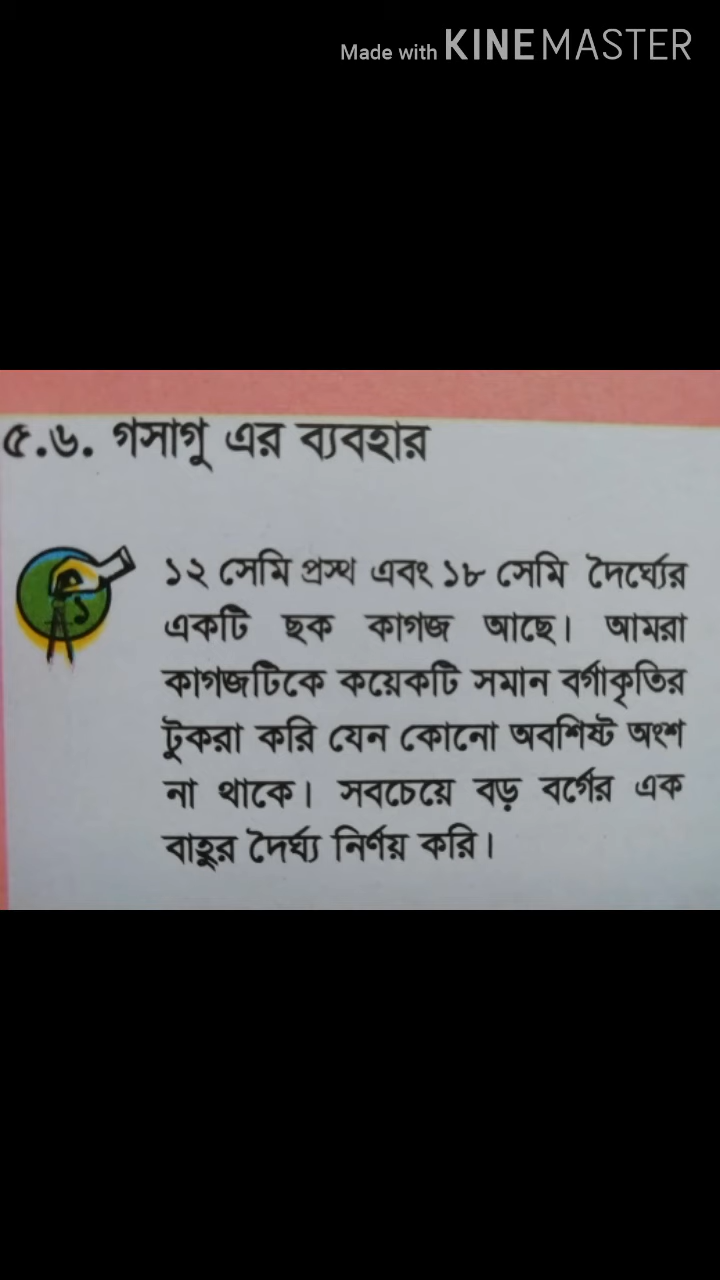 Made with KINEMASTER
৫.৬. গসাগু এর ব্যবহার
১
১২ সেমি প্রস্থ এবং ১৮ সেমি দৈর্ঘ্যের
একটি ছক কাগজ আছে। আমরা
কাগজটিকে কয়েকটি সমান বর্গাকৃতির
টুকরা করি যেন কোনো অবশিষ্ট অংশ
না থাকে। সবচেয়ে বড় বর্গের এক
বাহুর দৈর্ঘ্য নির্ণয় করি।